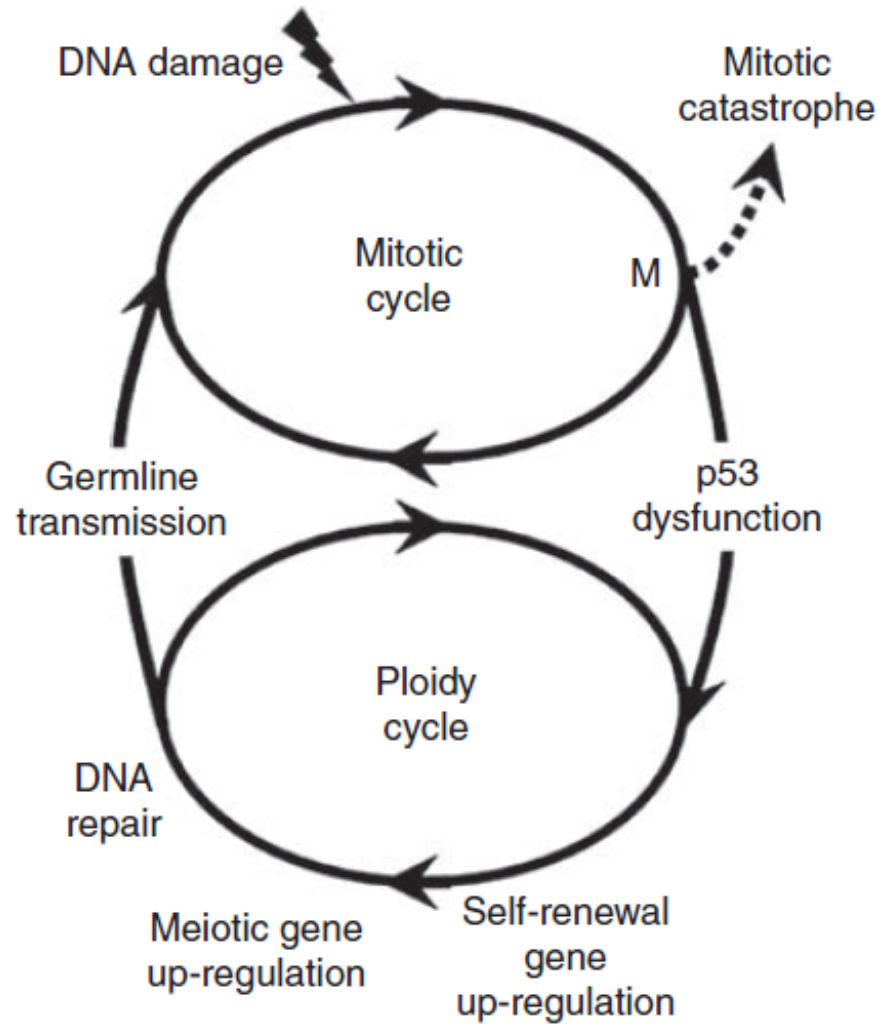 DNA damage
Mitotic
catastrophe
Mitotic
cycle
M
Germline
transmission
p53
dysfunction
Ploidy
cycle
DNA
repair
Meiotic gene
up-regulation
Self-renewal
gene
up-regulation